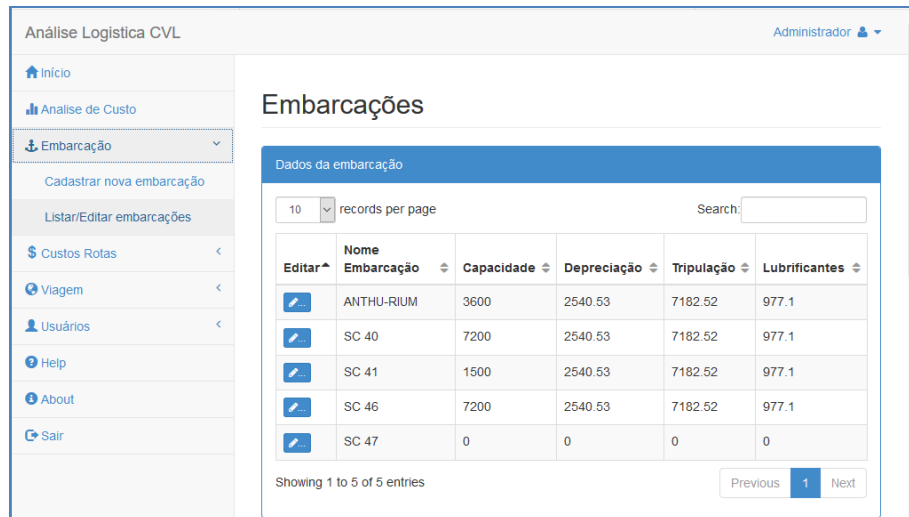 Análise Logistica CVL
Administrador
Início
Analise de Custo
Embarcação
Cadastrar nova embarcação
Listar/Editar embarcações
Custos Rotas
Viagem
Usuários
Help
About
Sair
Embarcações
Dados da embarcação
10 records per page Search:
Editar Nome Embarcação Capacidade Depreciação Tripulação Lubrificantes
... ANTHU-RIUM 3600 2540.53 7182.52 977.1
... SC 40 7200 2540.53 7182.52 977.1
... SC 41 1500 2540.53 7182.52 977.1
... SC 46 7200 2540.53 7182.52 977.1
... SC 47 0 0 0 0
Showing 1 to 5 of 5 entries
Previous 1 Next